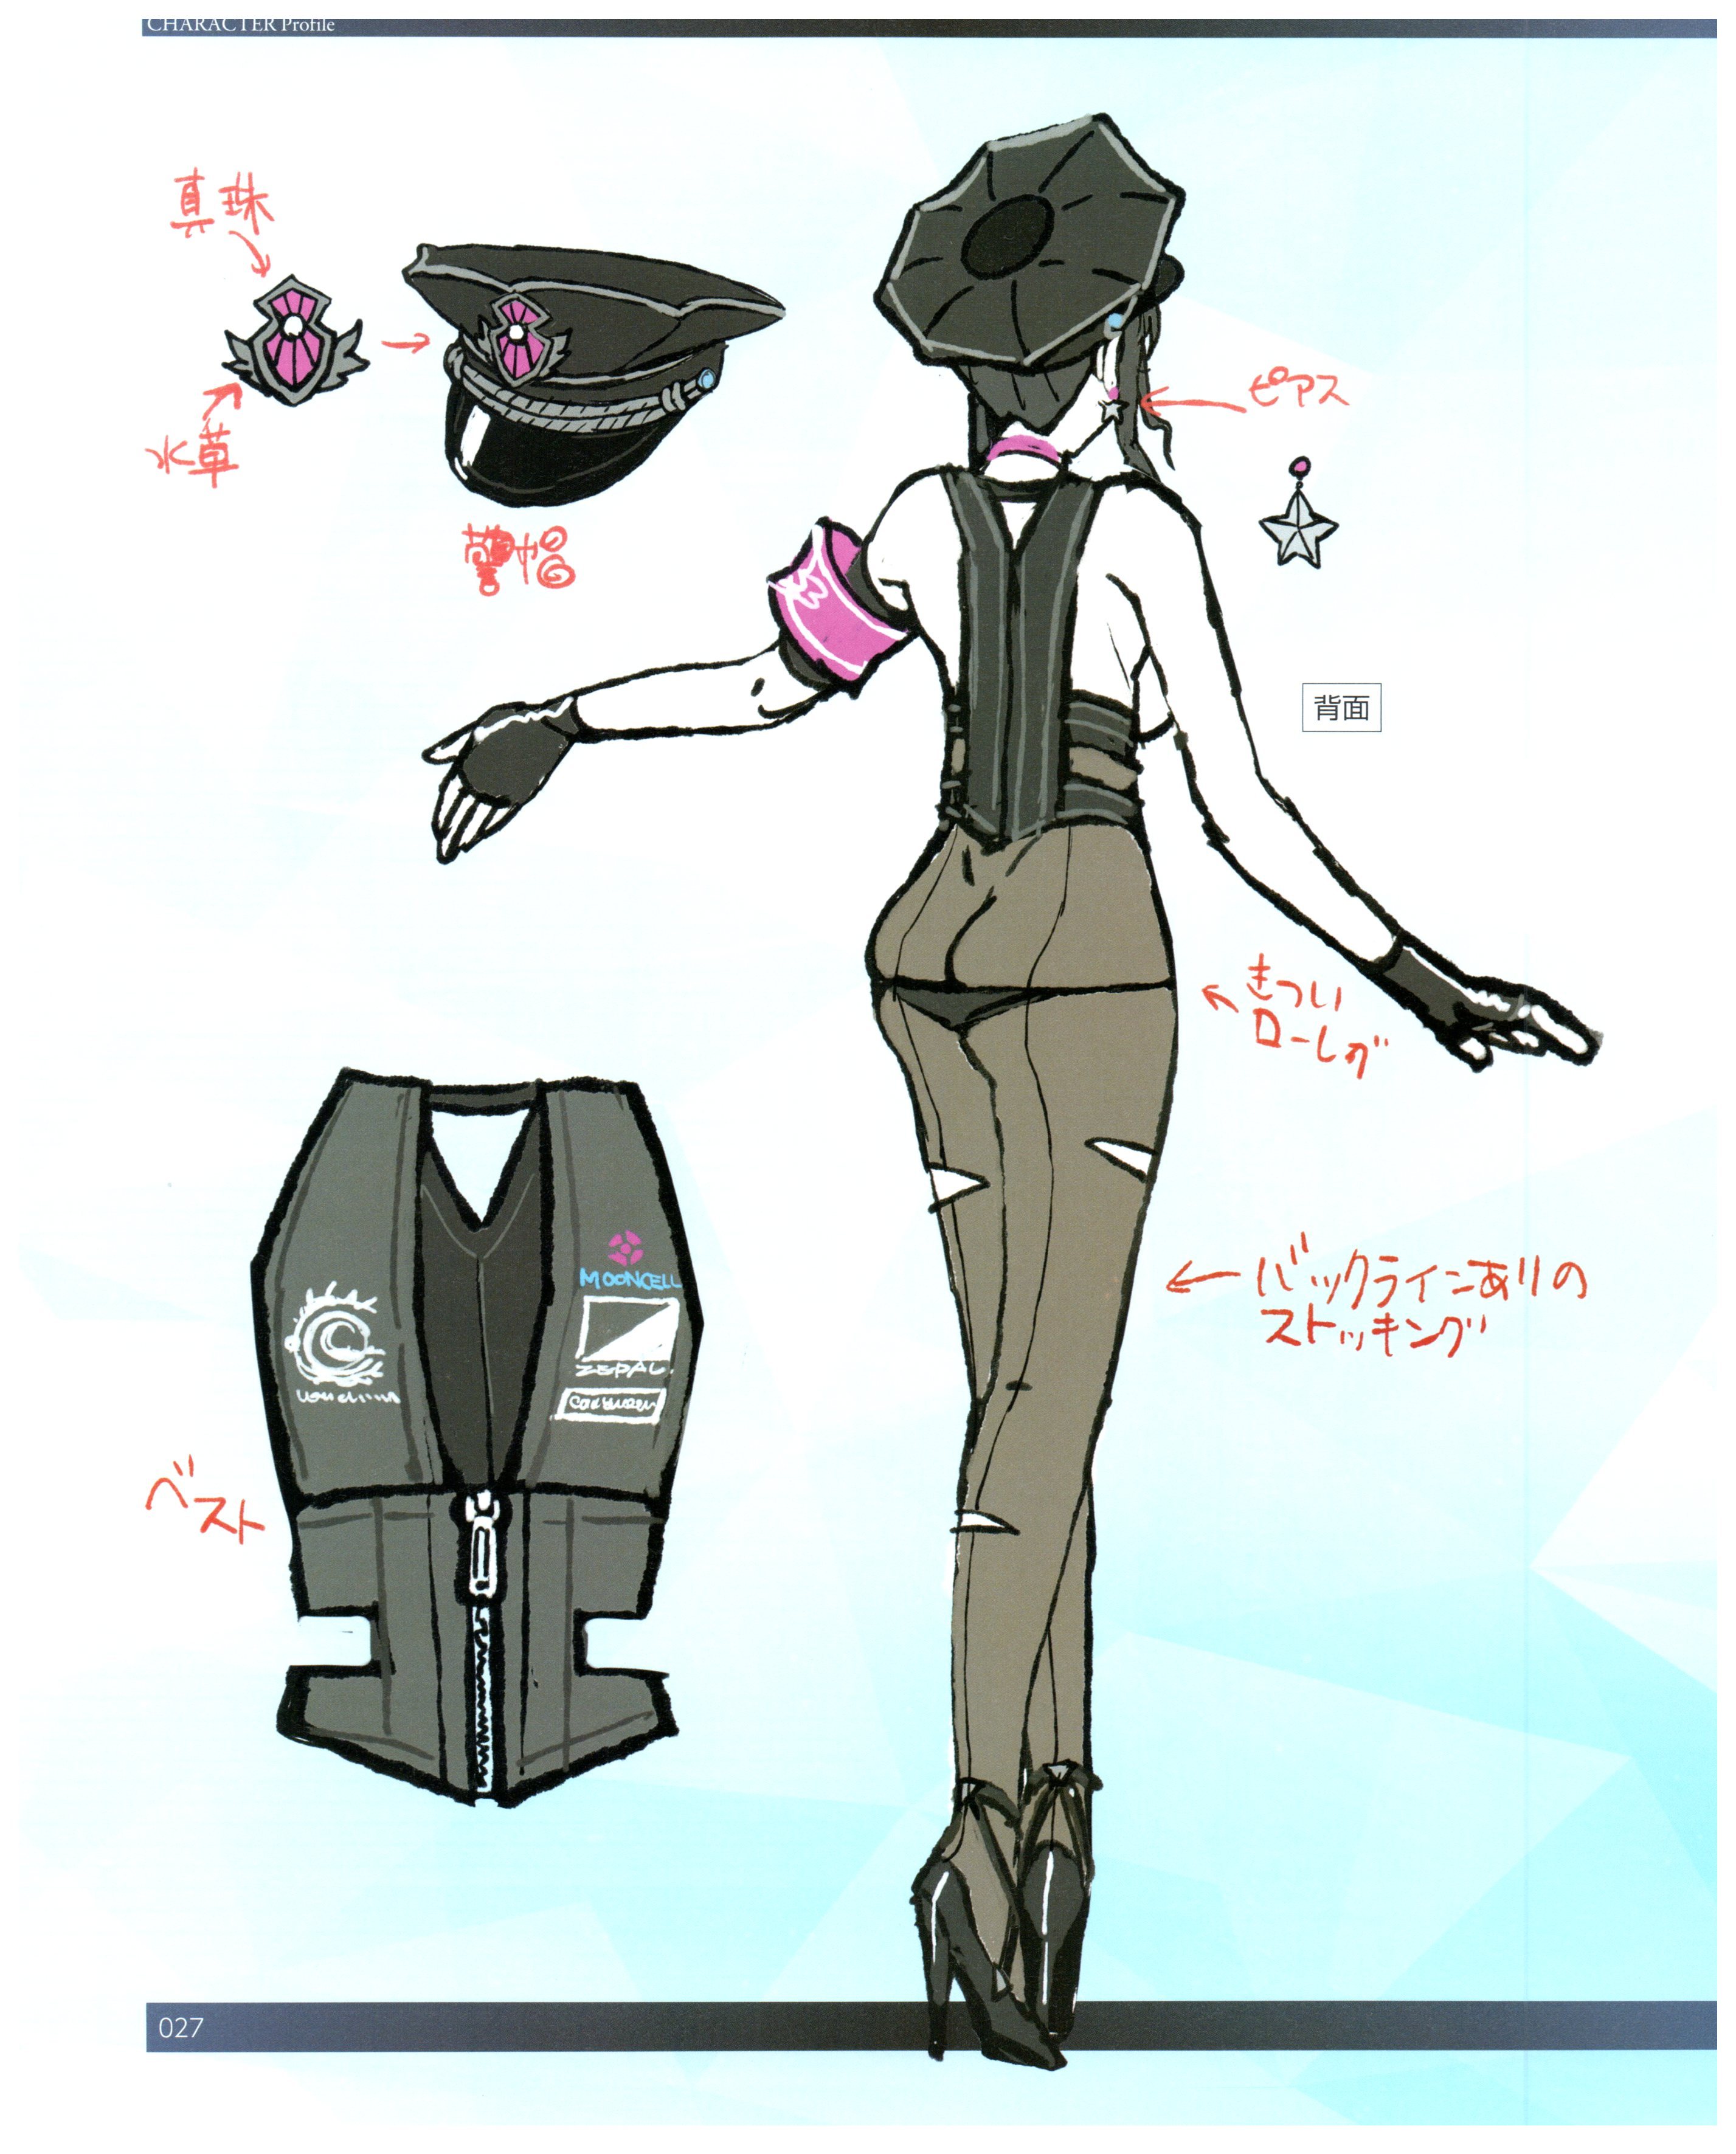 CHARACTER Profile
真珠
水草
警帽
ピアス
背面
きつい
ローレグ
バックラインありの
ストッキング
MOONCELL
ZEPAL
ベスト
027